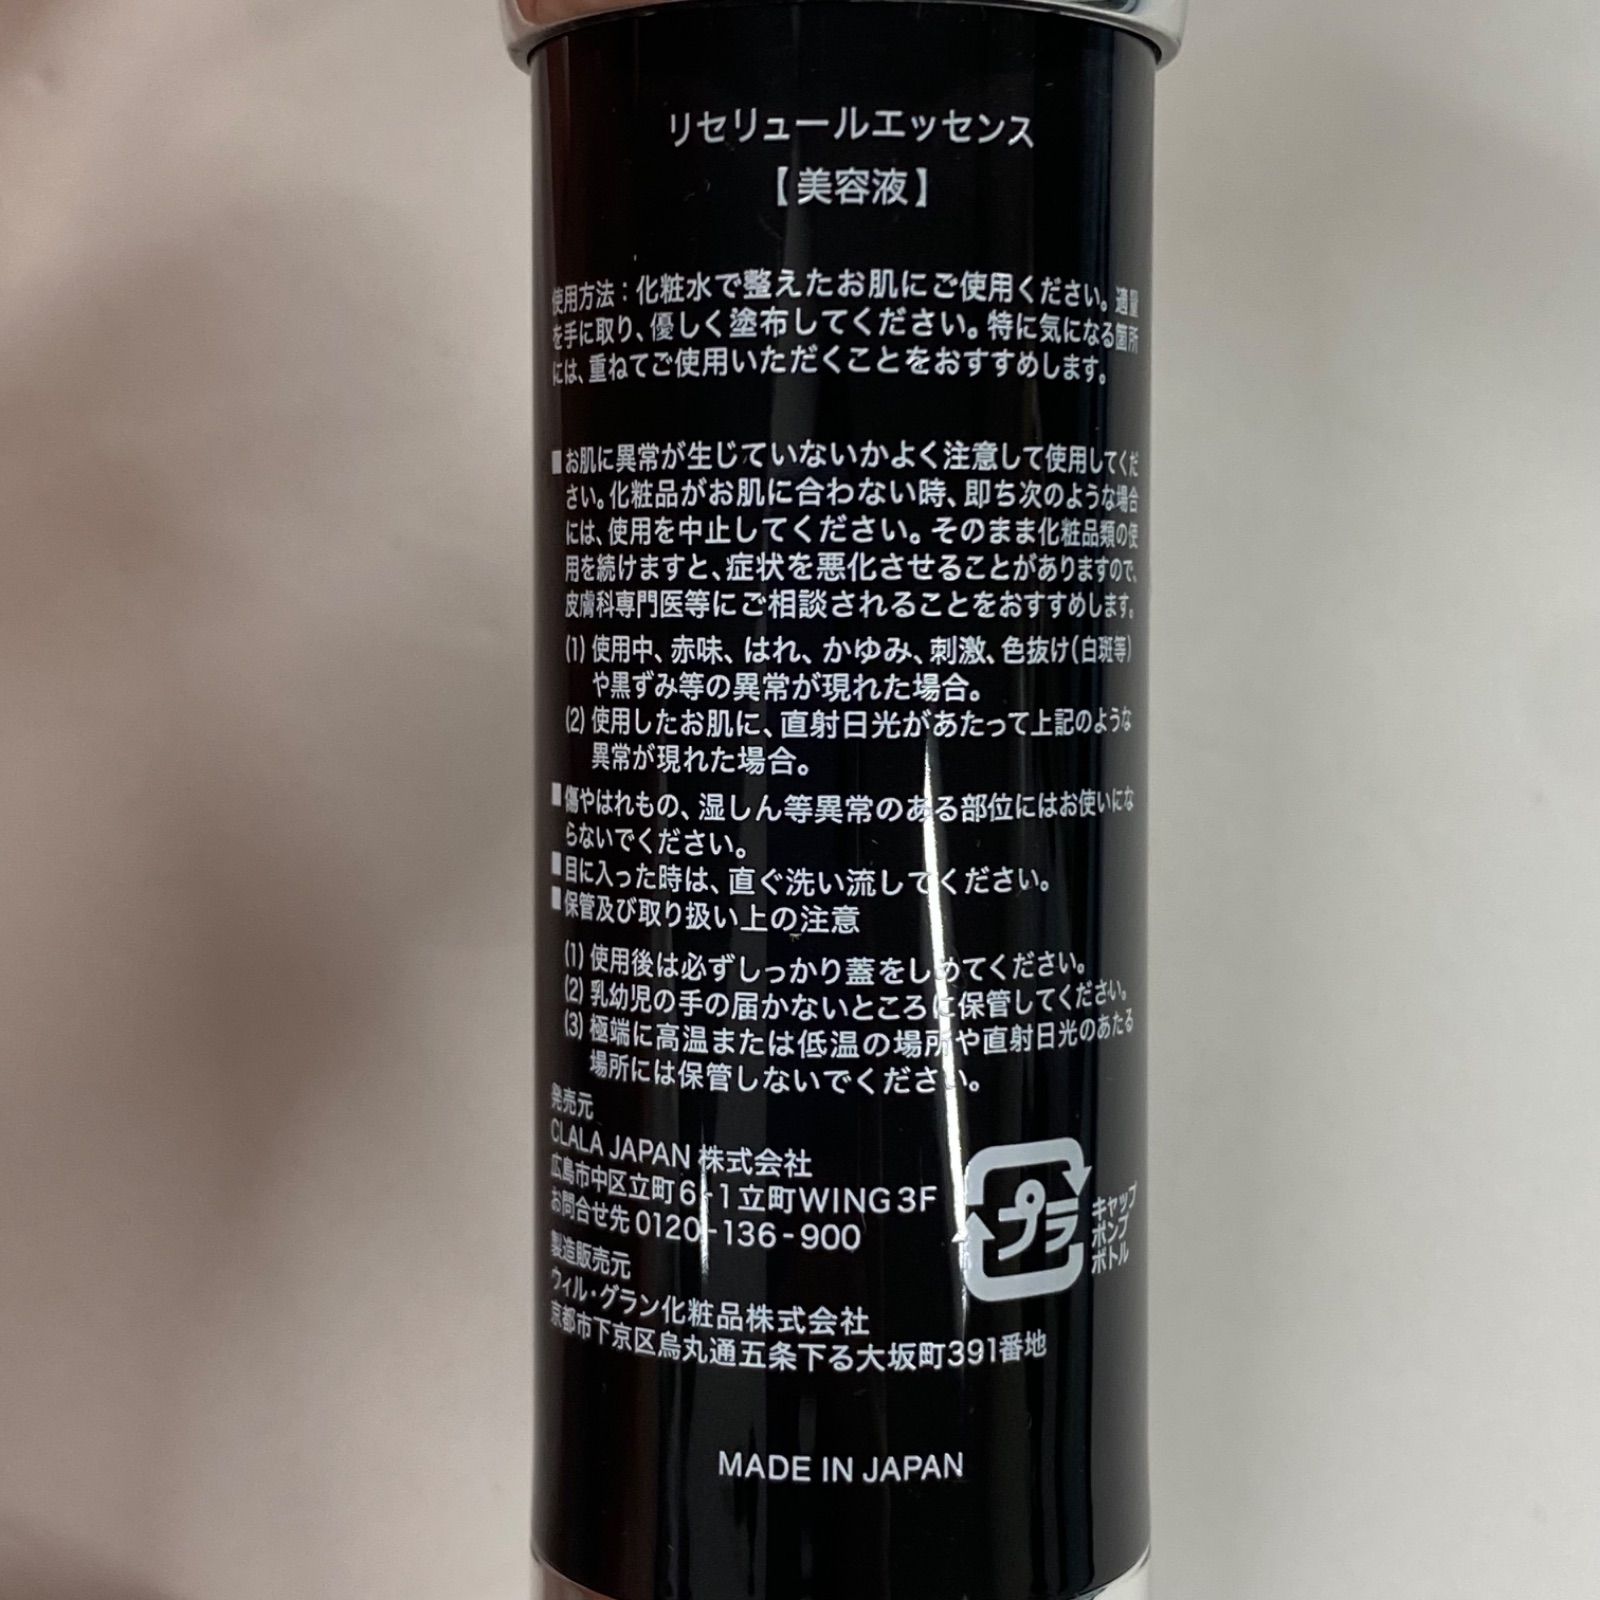 リセリュールエッセンス
【美容液】
使用方法：化粧水で整えたお肌にご使用ください。適量
を手に取り、優しく塗布してください。特に気になる箇所
には、重ねてご使用いただくことをおすすめします。
■お肌に異常が生じていないかよく注意して使用してくだ
さい。化粧品がお肌に合わない時、即ち次のような場合
には、使用を中止してください。そのまま化粧品類の使
用を続けますと、症状を悪化させることがありますので、
皮膚科専門医等にご相談されることをおすすめします。
(1) 使用中、赤味、はれ、かゆみ、刺激、色抜け(白斑等)
や黒ずみ等の異常が現れた場合。
(2) 使用したお肌に、直射日光があたって上記のような
異常が現れた場合。
■傷やはれもの、湿しん等異常のある部位にはお使いにな
らないでください。
■目に入った時は、直ぐ洗い流してください。
■保管及び取り扱い上の注意
(1) 使用後は必ずしっかり蓋をしめてください。
(2) 乳幼児の手の届かないところに保管してください。
(3) 極端に高温または低温の場所や直射日光のあたる
場所には保管しないでください。
発売元
CLALA JAPAN 株式会社
広島市中区立町6-1立町WING3F
お問合せ先 0120-136-900
製造販売元
ウィル・グラン化粧品株式会社
京都市下京区烏丸通五条下る大坂町391番地
プラ
キャップ
ポンプ
ボトル
MADE IN JAPAN